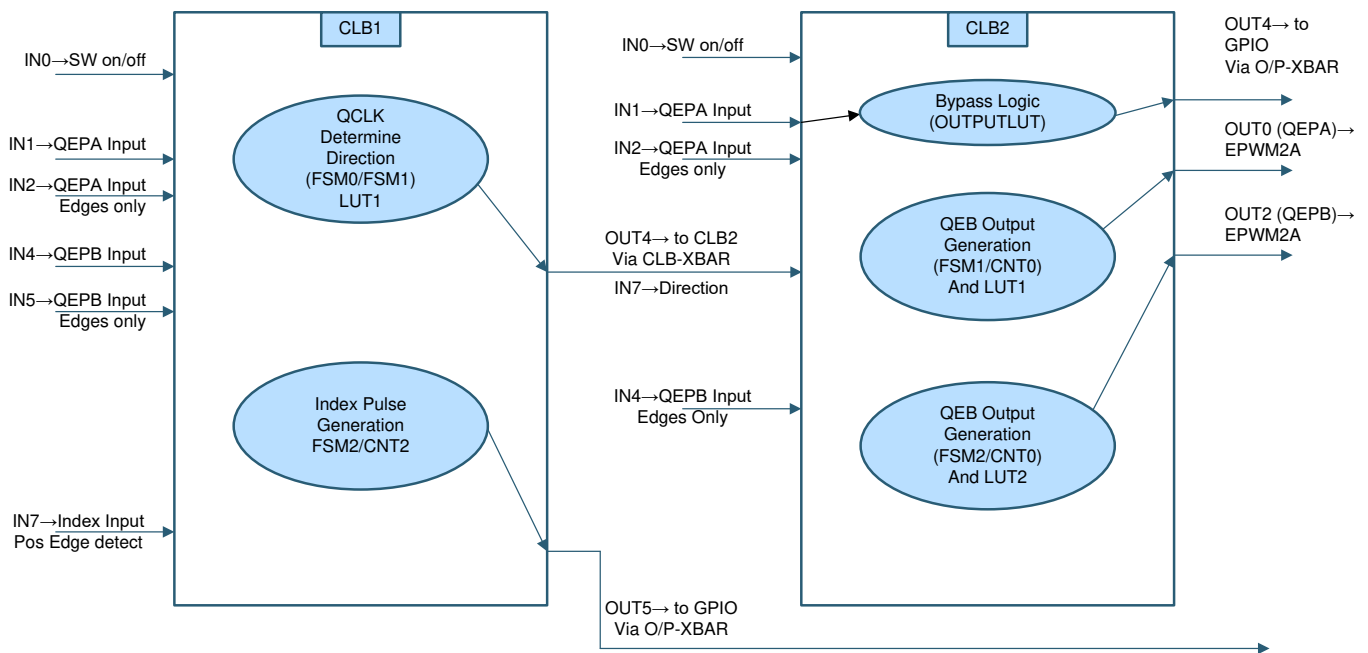 CLB1
IN0→SW on/off
IN1→QEPA Input
IN2→QEPA Input
Edges only
IN4→QEPB Input
IN5→QEPB Input
Edges only
IN7→Index Input
Pos Edge detect
QCLK
Determine
Direction
(FSM0/FSM1)
LUT1
Index Pulse
Generation
FSM2/CNT2
OUT4→ to CLB2
Via CLB-XBAR
IN7→Direction
OUT5→ to GPIO
Via O/P-XBAR
CLB2
IN0→SW on/off
IN1→QEPA Input
IN2→QEPA Input
Edges only
IN4→QEPB Input
Edges Only
Bypass Logic
(OUTPUTLUT)
QEB Output
Generation
(FSM1/CNT0)
And LUT1
QEB Output
Generation
(FSM2/CNT0)
And LUT2
OUT4→ to
GPIO
Via O/P-XBAR
OUT0 (QEPA)→
EPWM2A
OUT2 (QEPB)→
EPWM2A